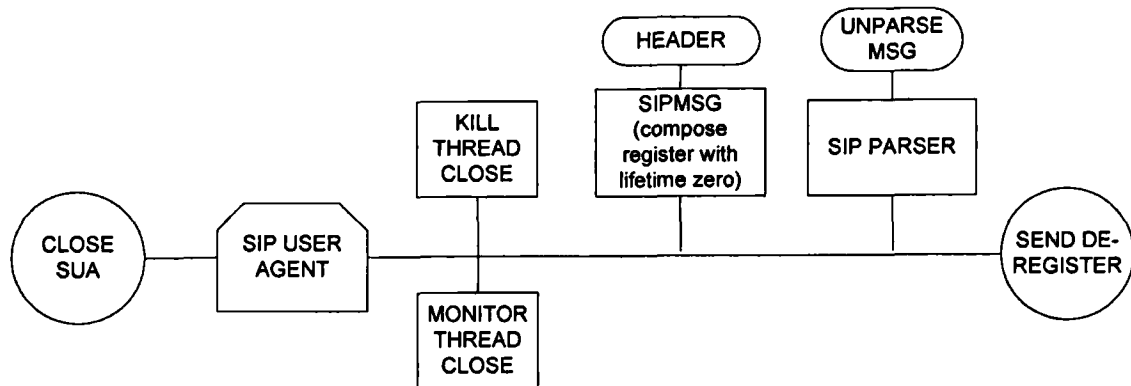 CLOSE
SUA
SIP USER
AGENT
KILL
THREAD
CLOSE
MONITOR
THREAD
CLOSE
HEADER
SIPMSG
(compose
register with
lifetime zero)
UNPARSE
MSG
SIP PARSER
SEND DE-
REGISTER